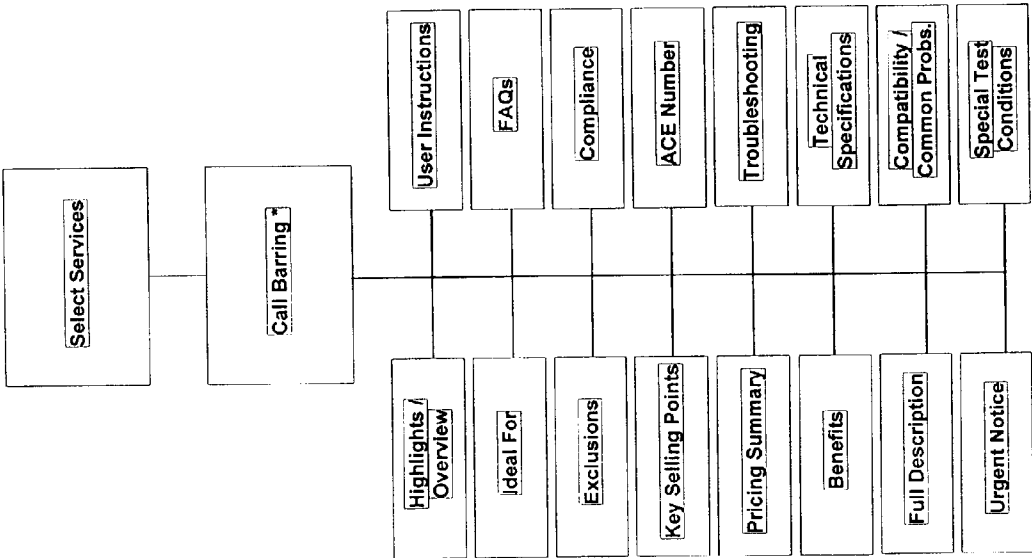 Select Services
Call Barring *
Highlights /
Overview
User Instructions
Ideal For
FAQs
Exclusions
Compliance
Key Selling Points
ACE Number
Pricing Summary
Troubleshooting
Benefits
Technical
Specifications
Full Description
Compatibility /
Common Probs.
Urgent Notice
Special Test
Conditions